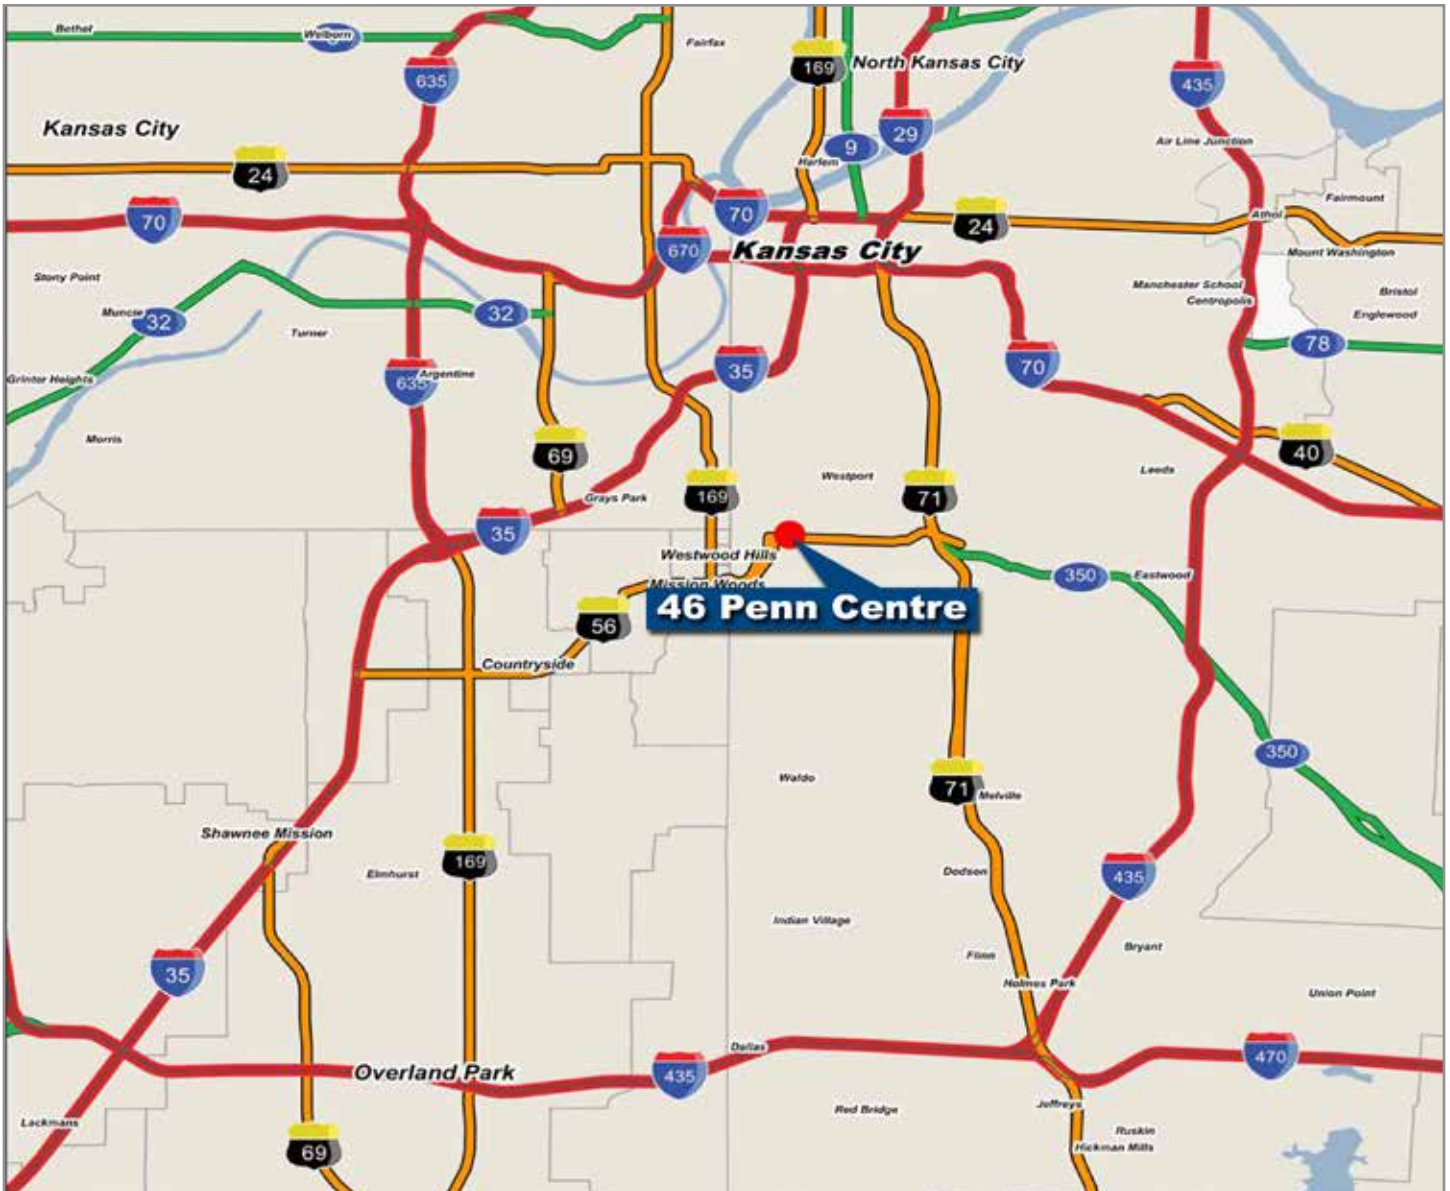 Bethel
Welborn
Fairfax
635
169
North Kansas City
435
Kansas City
29
9
Harlem
Air Line Junction
24
Fairmount
70
70
24
Athol
670
Kansas City
Mount Washington
Stony Point
Manchester School
Centropolis
Bristol
Muncie
32
32
Englewood
Turner
78
35
70
Grinter Heights
635
Argentine
Morris
69
40
Leeds
Westport
169
71
Grays Park
35
Westwood Hills
Mission Woods
350
Eastwood
46 Penn Centre
56
Countryside
350
Waldo
71
Melville
Shawnee Mission
169
Elmhurst
Dodson
435
Indian Village
Bryant
Flinn
35
Holmes Park
Union Point
Dallas
470
Overland Park
435
Jeffreys
Red Bridge
Lackmans
Ruskin
69
Hickman Mills